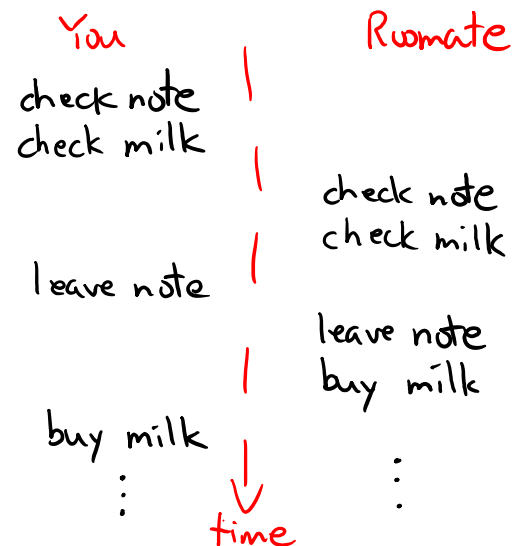 You
Roomate
check note
check milk
check note
check milk
leave note
leave note
buy milk
buy milk
time